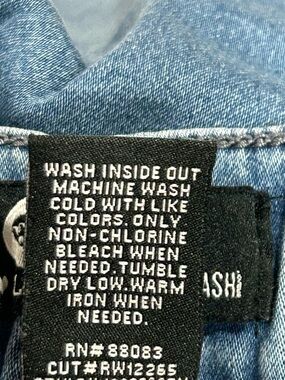 WASH INSIDE OUT
MACHINE WASH
COLD WITH LIKE
COLORS. ONLY
NON-CHLORINE
BLEACH WHEN
NEEDED. TUMBLE
DRY LOW. WARM
IRON WHEN
NEEDED.
RN# 88083
CUT# RW12265
ASH